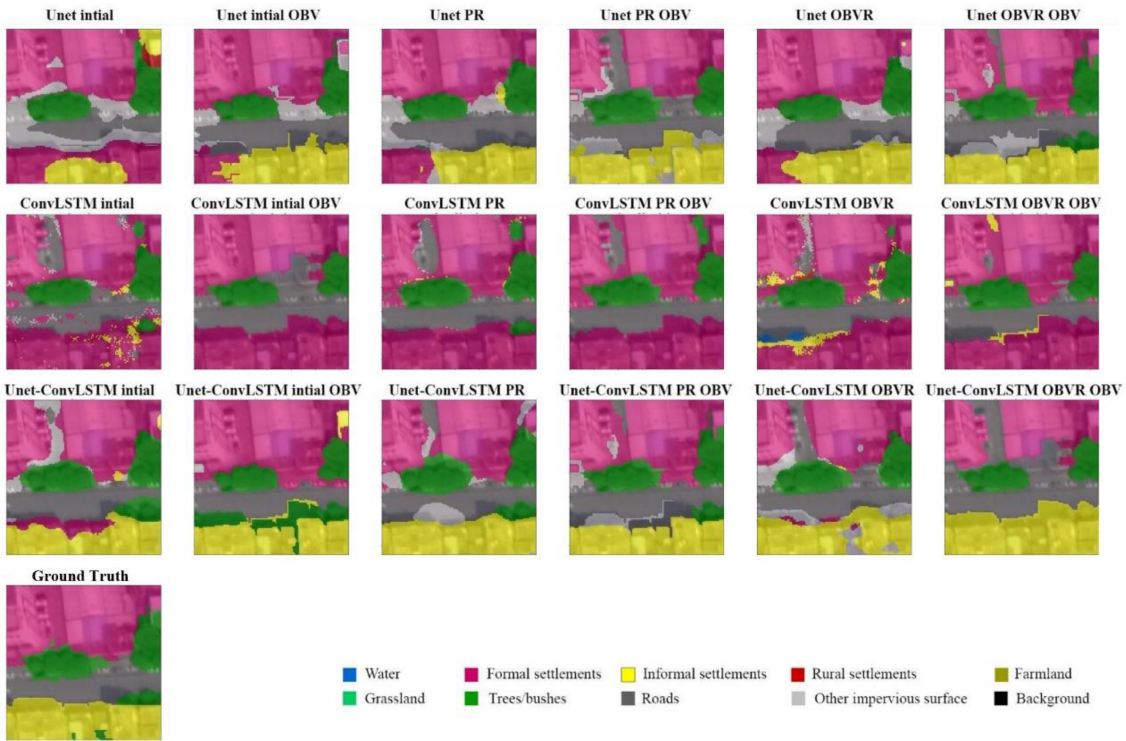 Unet intial Unet intial OBV Unet PR Unet PR OBV Unet OBVR Unet OBVR OBV
ConvLSTM intial ConvLSTM intial OBV ConvLSTM PR ConvLSTM PR OBV ConvLSTM OBVR ConvLSTM OBVR OBV
Unet-ConvLSTM intial Unet-ConvLSTM intial OBV Unet-ConvLSTM PR Unet-ConvLSTM PR OBV Unet-ConvLSTM OBVR Unet-ConvLSTM OBVR OBV
Ground Truth
Water Formal settlements Informal settlements Rural settlements Farmland
Grassland Trees/bushes Roads Other impervious surface Background